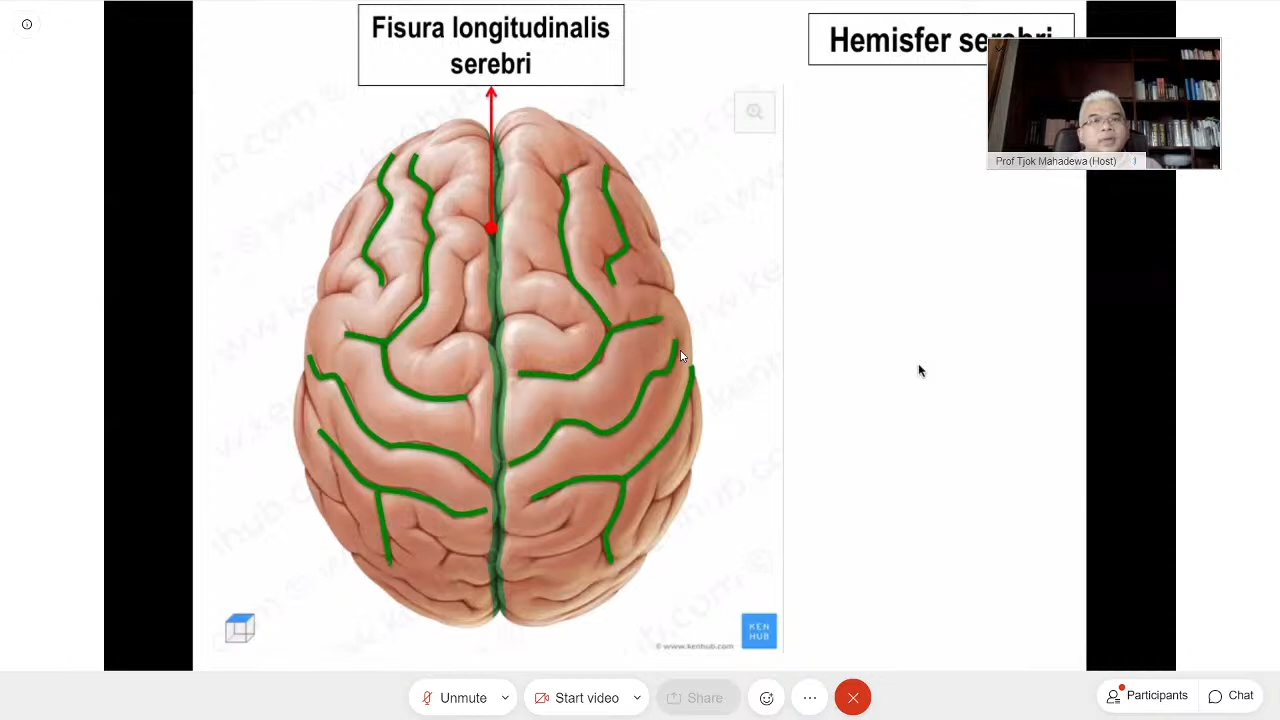 Fisura longitudinalis
serebri
Hemisfer serebri
Prof Tjok Mahadewa (Host)
KEN
HUB
© www.kenhub.com
Unmute
Start video
Share
Participants
Chat